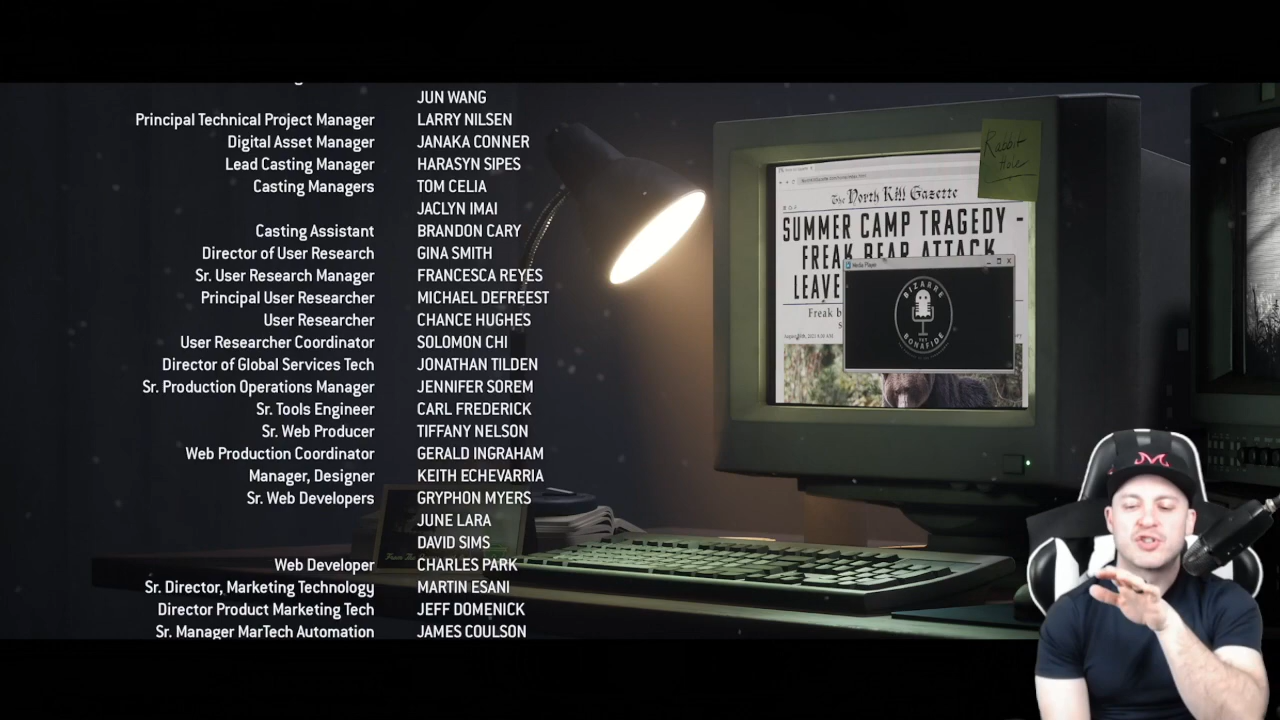 JUN WANG
Principal Technical Project Manager LARRY NILSEN
Digital Asset Manager JANAKA CONNER
Lead Casting Manager HARASYN SIPES
Casting Managers TOM CELIA
JACLYN IMAI
Casting Assistant BRANDON CARY
Director of User Research GINA SMITH
Sr. User Research Manager FRANCESCA REYES
Principal User Researcher MICHAEL DEFREEST
User Researcher CHANCE HUGHES
User Researcher Coordinator SOLOMON CHI
Director of Global Services Tech JONATHAN TILDEN
Sr. Production Operations Manager JENNIFER SOREM
Sr. Tools Engineer CARL FREDERICK
Sr. Web Producer TIFFANY NELSON
Web Production Coordinator GERALD INGRAHAM
Manager, Designer KEITH ECHEVARRIA
Sr. Web Developers GRYPHON MYERS
JUNE LARA
DAVID SIMS
Web Developer CHARLES PARK
Sr. Director, Marketing Technology MARTIN ESANI
Director Product Marketing Tech JEFF DOMENICK
Sr. Manager MarTech Automation JAMES COULSON
Rabbit
Hole
The North Kill Gazette
SUMMER CAMP TRAGEDY -
FREAK BEAR ATTACK
LEAVE
Freak b
Media Player
BIZARRE
YET
BONAFIDE